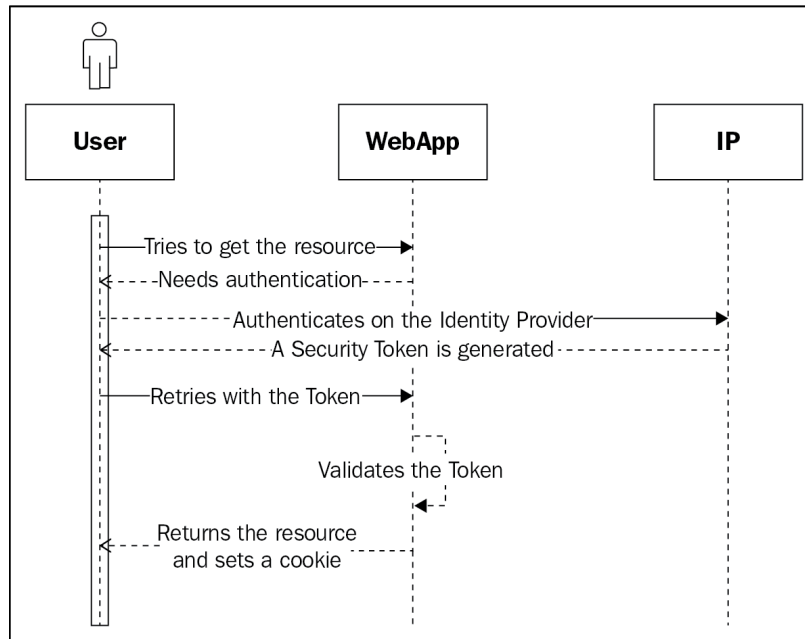 User
WebApp
IP
Tries to get the resource
Needs authentication
Authenticates on the Identity Provider
A Security Token is generated
Retries with the Token
Validates the Token
Returns the resource
and sets a cookie